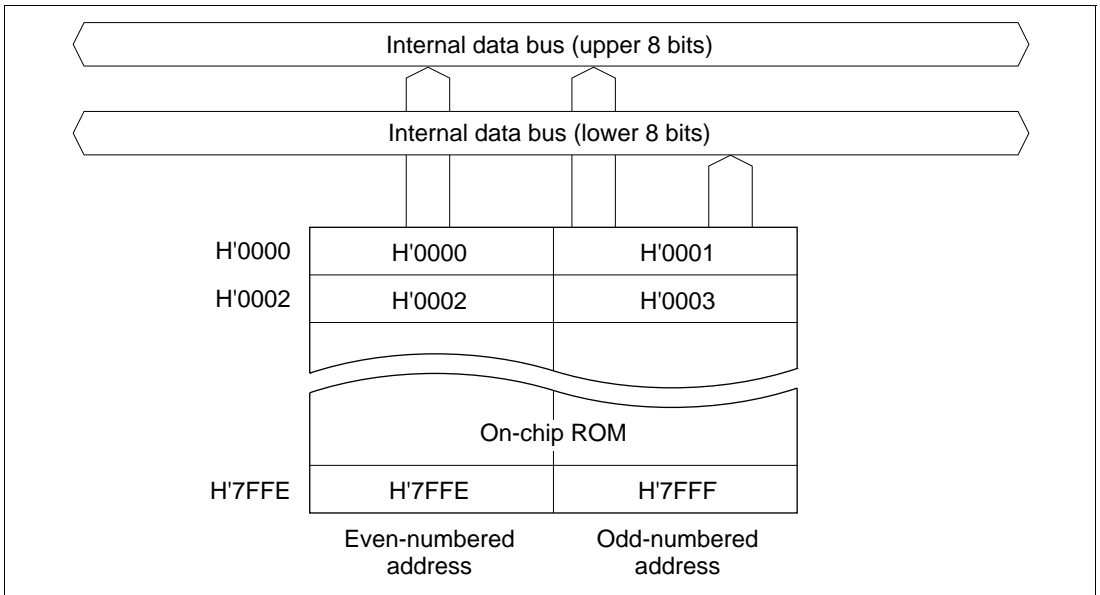 Internal data bus (upper 8 bits)
Internal data bus (lower 8 bits)
H'0000 H'0000 H'0001
H'0002 H'0002 H'0003
On-chip ROM
H'7FFE H'7FFE H'7FFF
Even-numbered address
Odd-numbered address